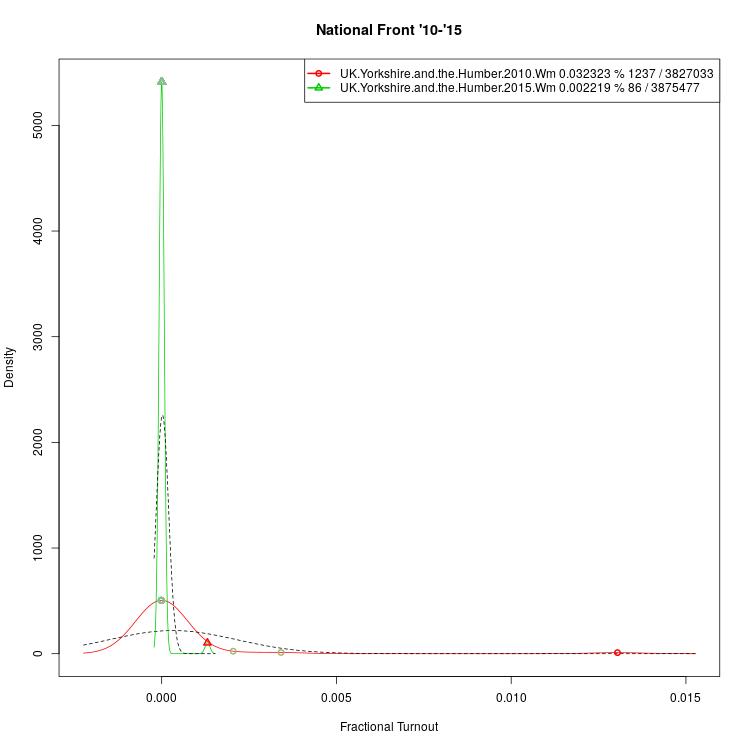 National Front '10-'15
UK.Yorkshire.and.the.Humber.2010.Wm 0.032323 % 1237 / 3827033
UK.Yorkshire.and.the.Humber.2015.Wm 0.002219 % 86 / 3875477
Density
5000
4000
3000
2000
1000
0
0.000 0.005 0.010 0.015
Fractional Turnout